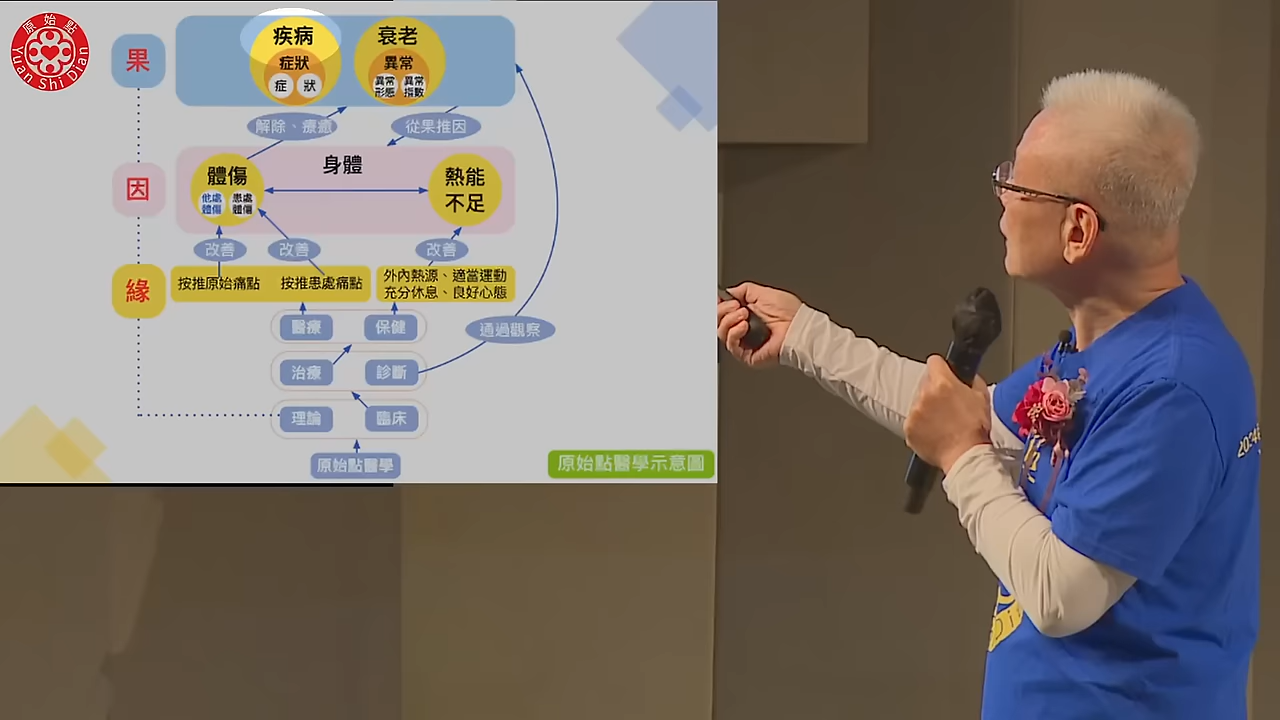 原始點
Yuan Shi Dian
果
疾病
症狀
症
狀
衰老
異常
異常
形態
異常
指數
解除、療癒
從果推因
因
身體
體傷
他處
體傷
患處
體傷
熱能
不足
改善
改善
改善
緣
按推原始痛點
按推患處痛點
外內熱源、適當運動
充分休息、良好心態
醫療
保健
通過觀察
治療
診斷
理論
臨床
原始點醫學
原始點醫學示意圖